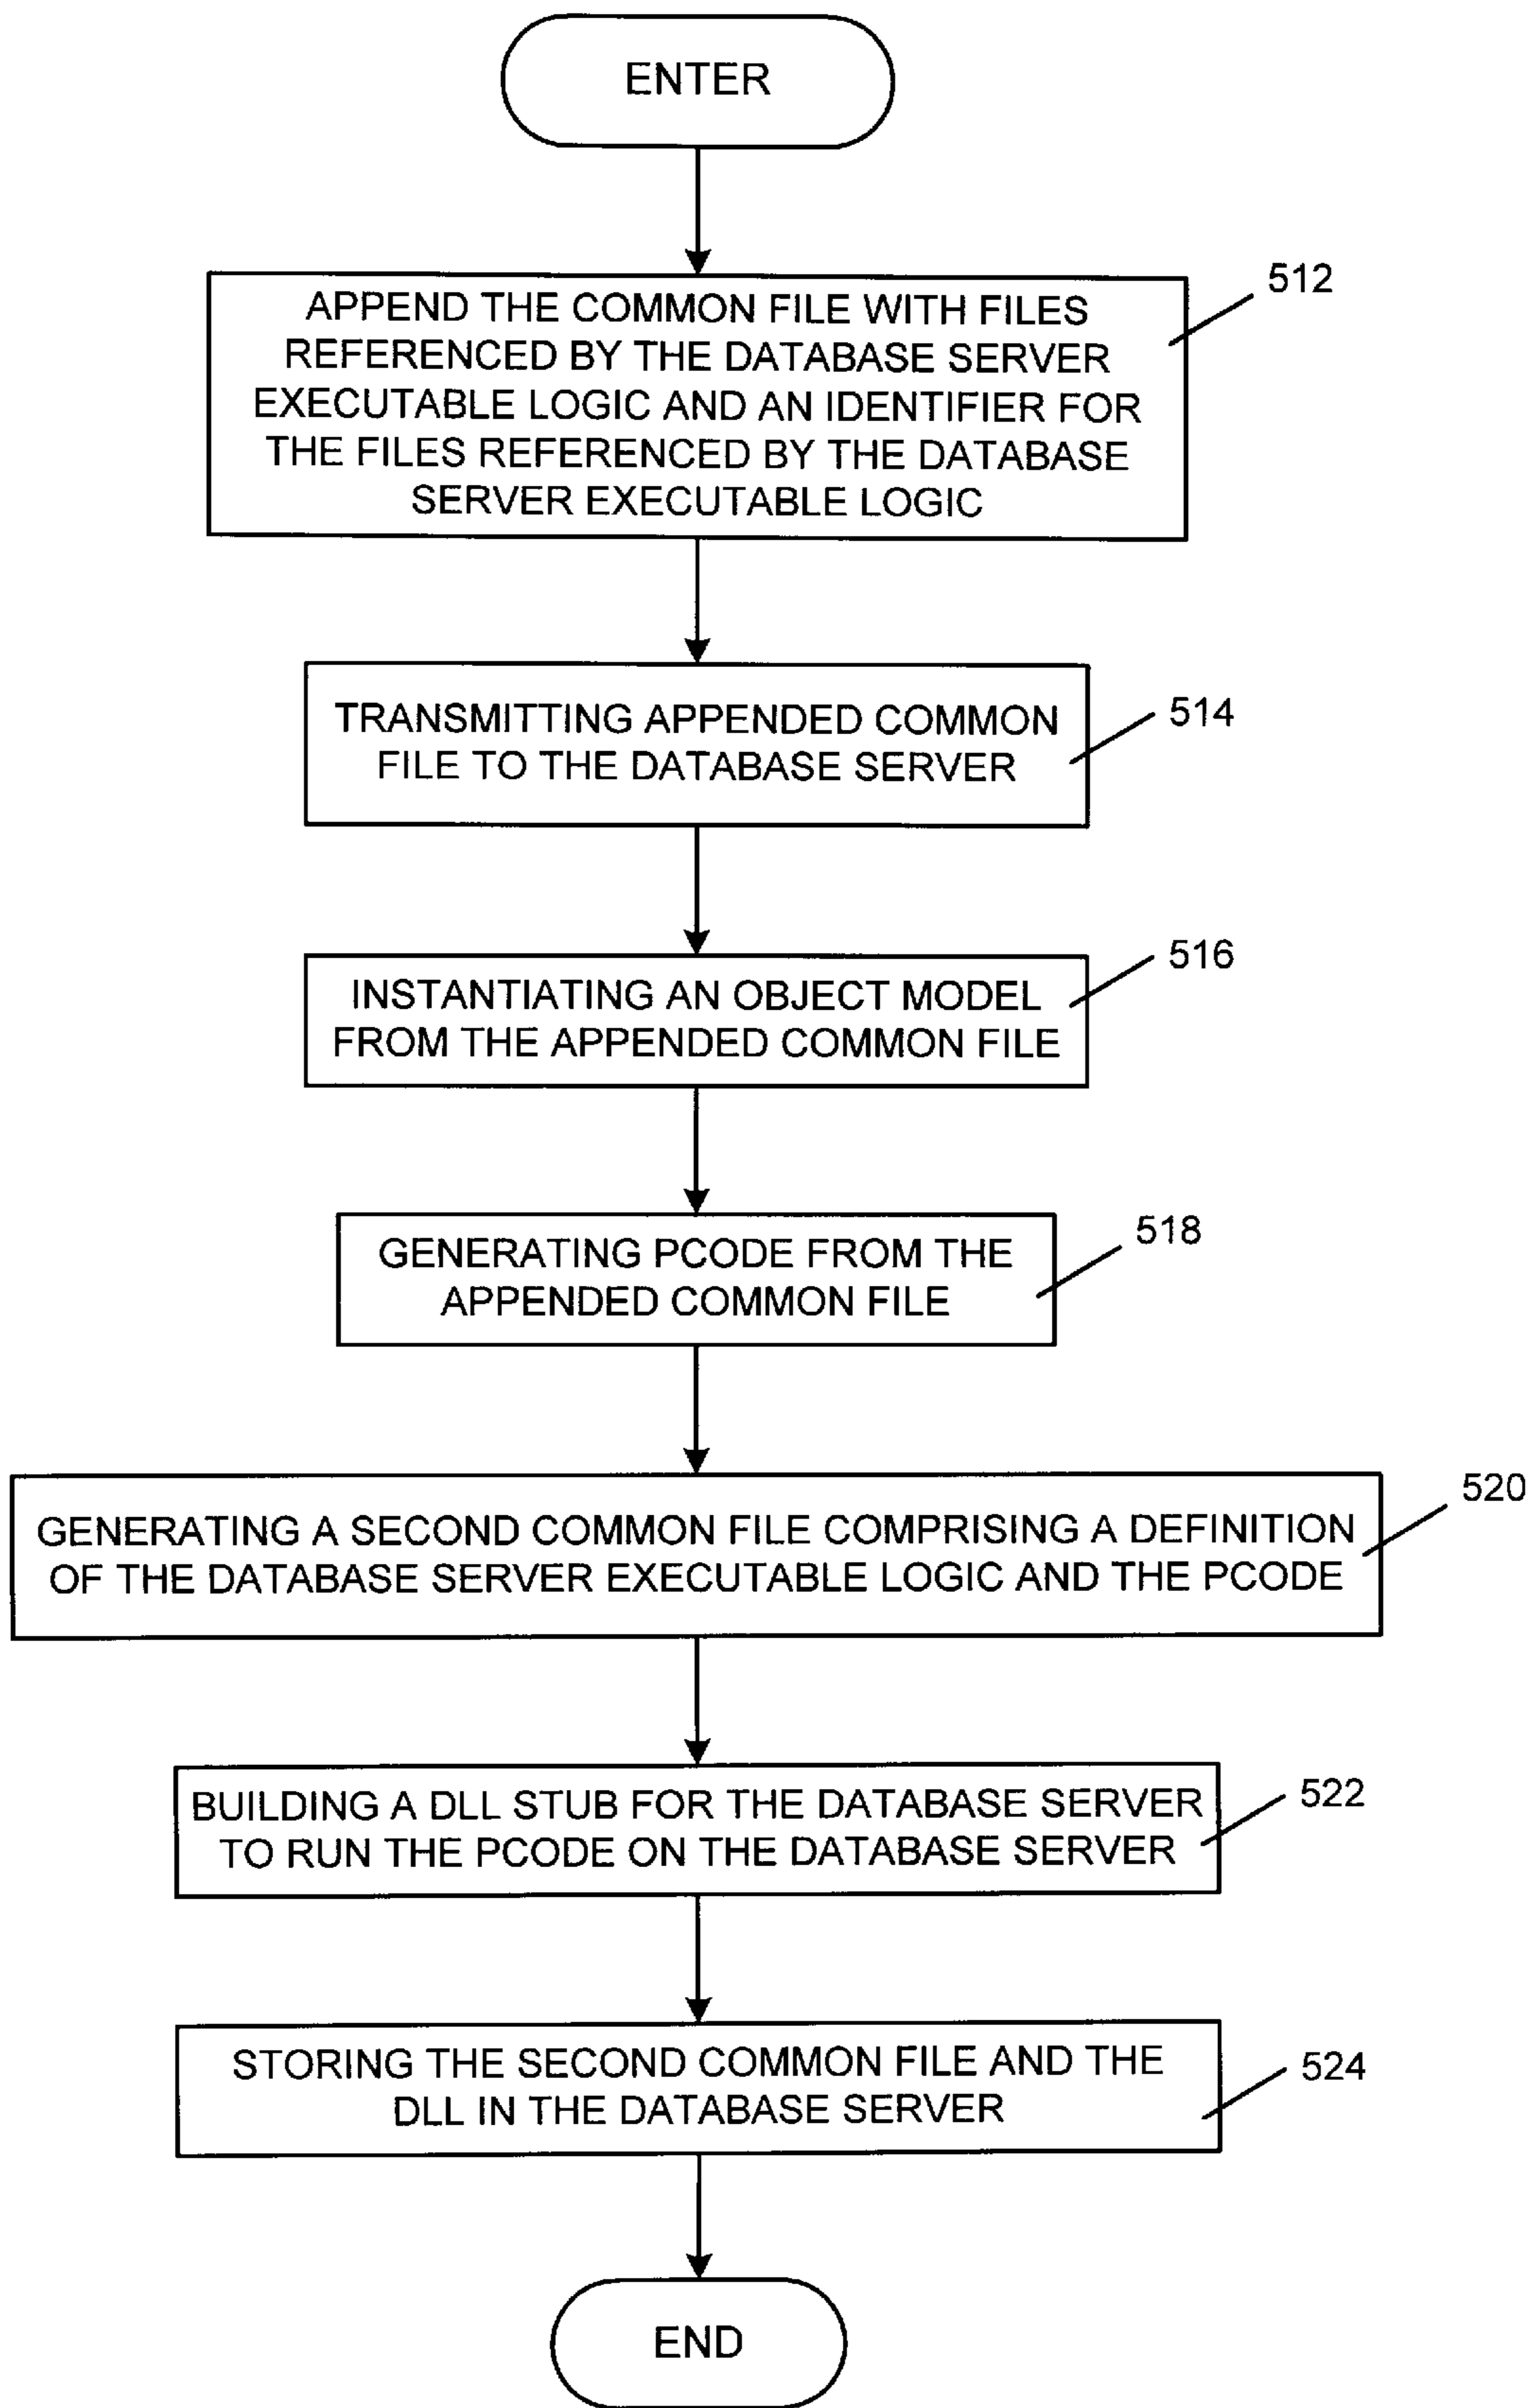 ENTER
512
APPEND THE COMMON FILE WITH FILES
REFERENCED BY THE DATABASE SERVER
EXECUTABLE LOGIC AND AN IDENTIFIER FOR
THE FILES REFERENCED BY THE DATABASE
SERVER EXECUTABLE LOGIC
514
TRANSMITTING APPENDED COMMON
FILE TO THE DATABASE SERVER
516
INSTANTIATING AN OBJECT MODEL
FROM THE APPENDED COMMON FILE
518
GENERATING PCODE FROM THE
APPENDED COMMON FILE
520
GENERATING A SECOND COMMON FILE COMPRISING A DEFINITION
OF THE DATABASE SERVER EXECUTABLE LOGIC AND THE PCODE
522
BUILDING A DLL STUB FOR THE DATABASE SERVER
TO RUN THE PCODE ON THE DATABASE SERVER
524
STORING THE SECOND COMMON FILE AND THE
DLL IN THE DATABASE SERVER
END